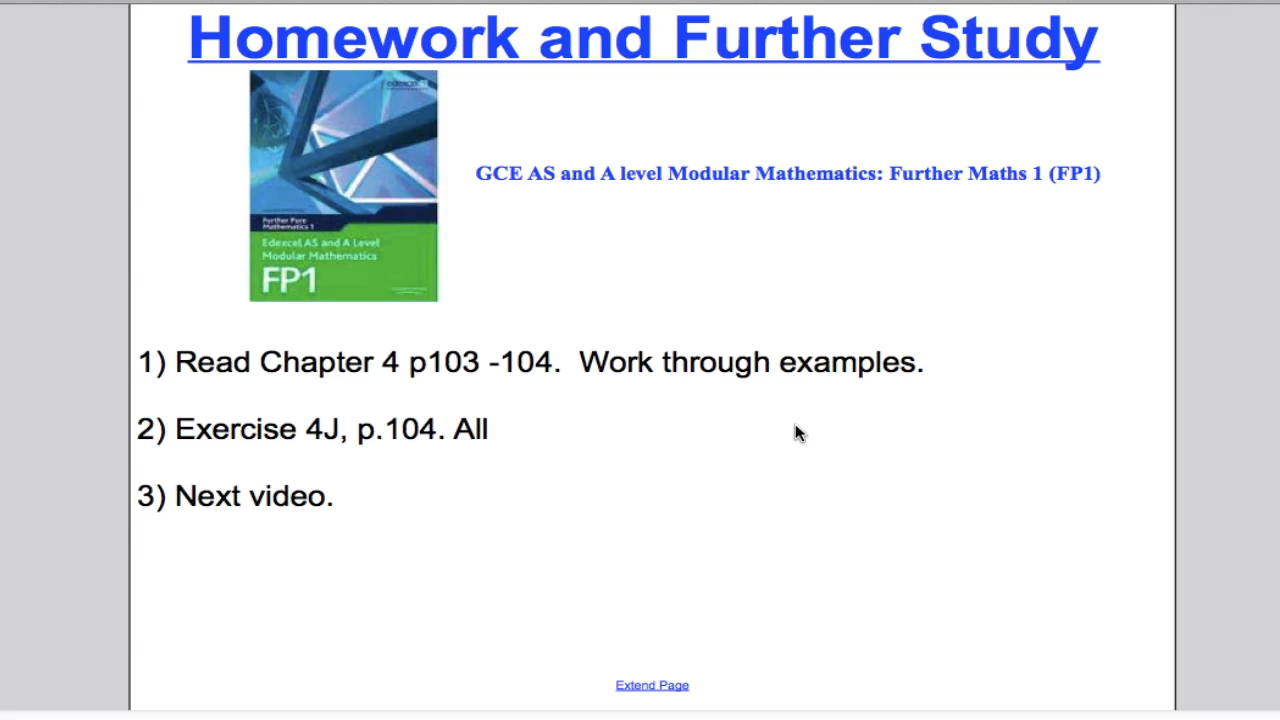 Homework and Further Study
edexcel
GCE AS and A level Modular Mathematics: Further Maths 1 (FP1)
Further Pure
Mathematics 1
Edexcel AS and A Level
Modular Mathematics
FP1
1) Read Chapter 4 p103 -104.  Work through examples.
2) Exercise 4J, p.104. All
3) Next video.
Extend Page